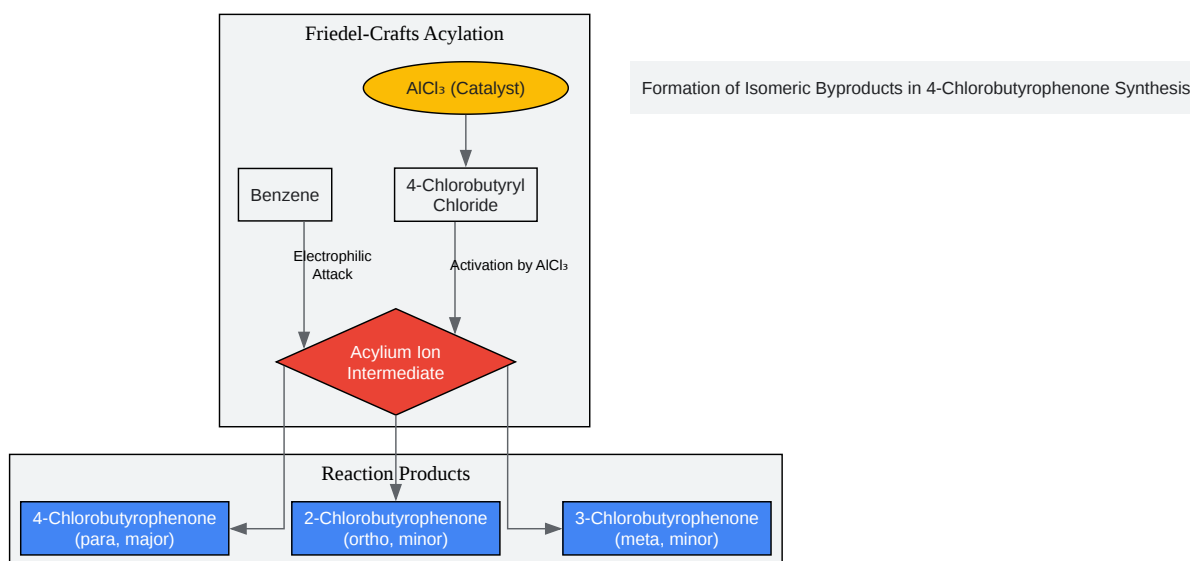 Friedel-Crafts Acylation
AlCl₃ (Catalyst)
Formation of Isomeric Byproducts in 4-Chlorobutyrophenone Synthesis
Benzene
4-Chlorobutyryl
Chloride
Electrophilic
Attack
Activation by AlCl₃
Acylium Ion
Intermediate
Reaction Products
4-Chlorobutyrophenone
(para, major)
2-Chlorobutyrophenone
(ortho, minor)
3-Chlorobutyrophenone
(meta, minor)